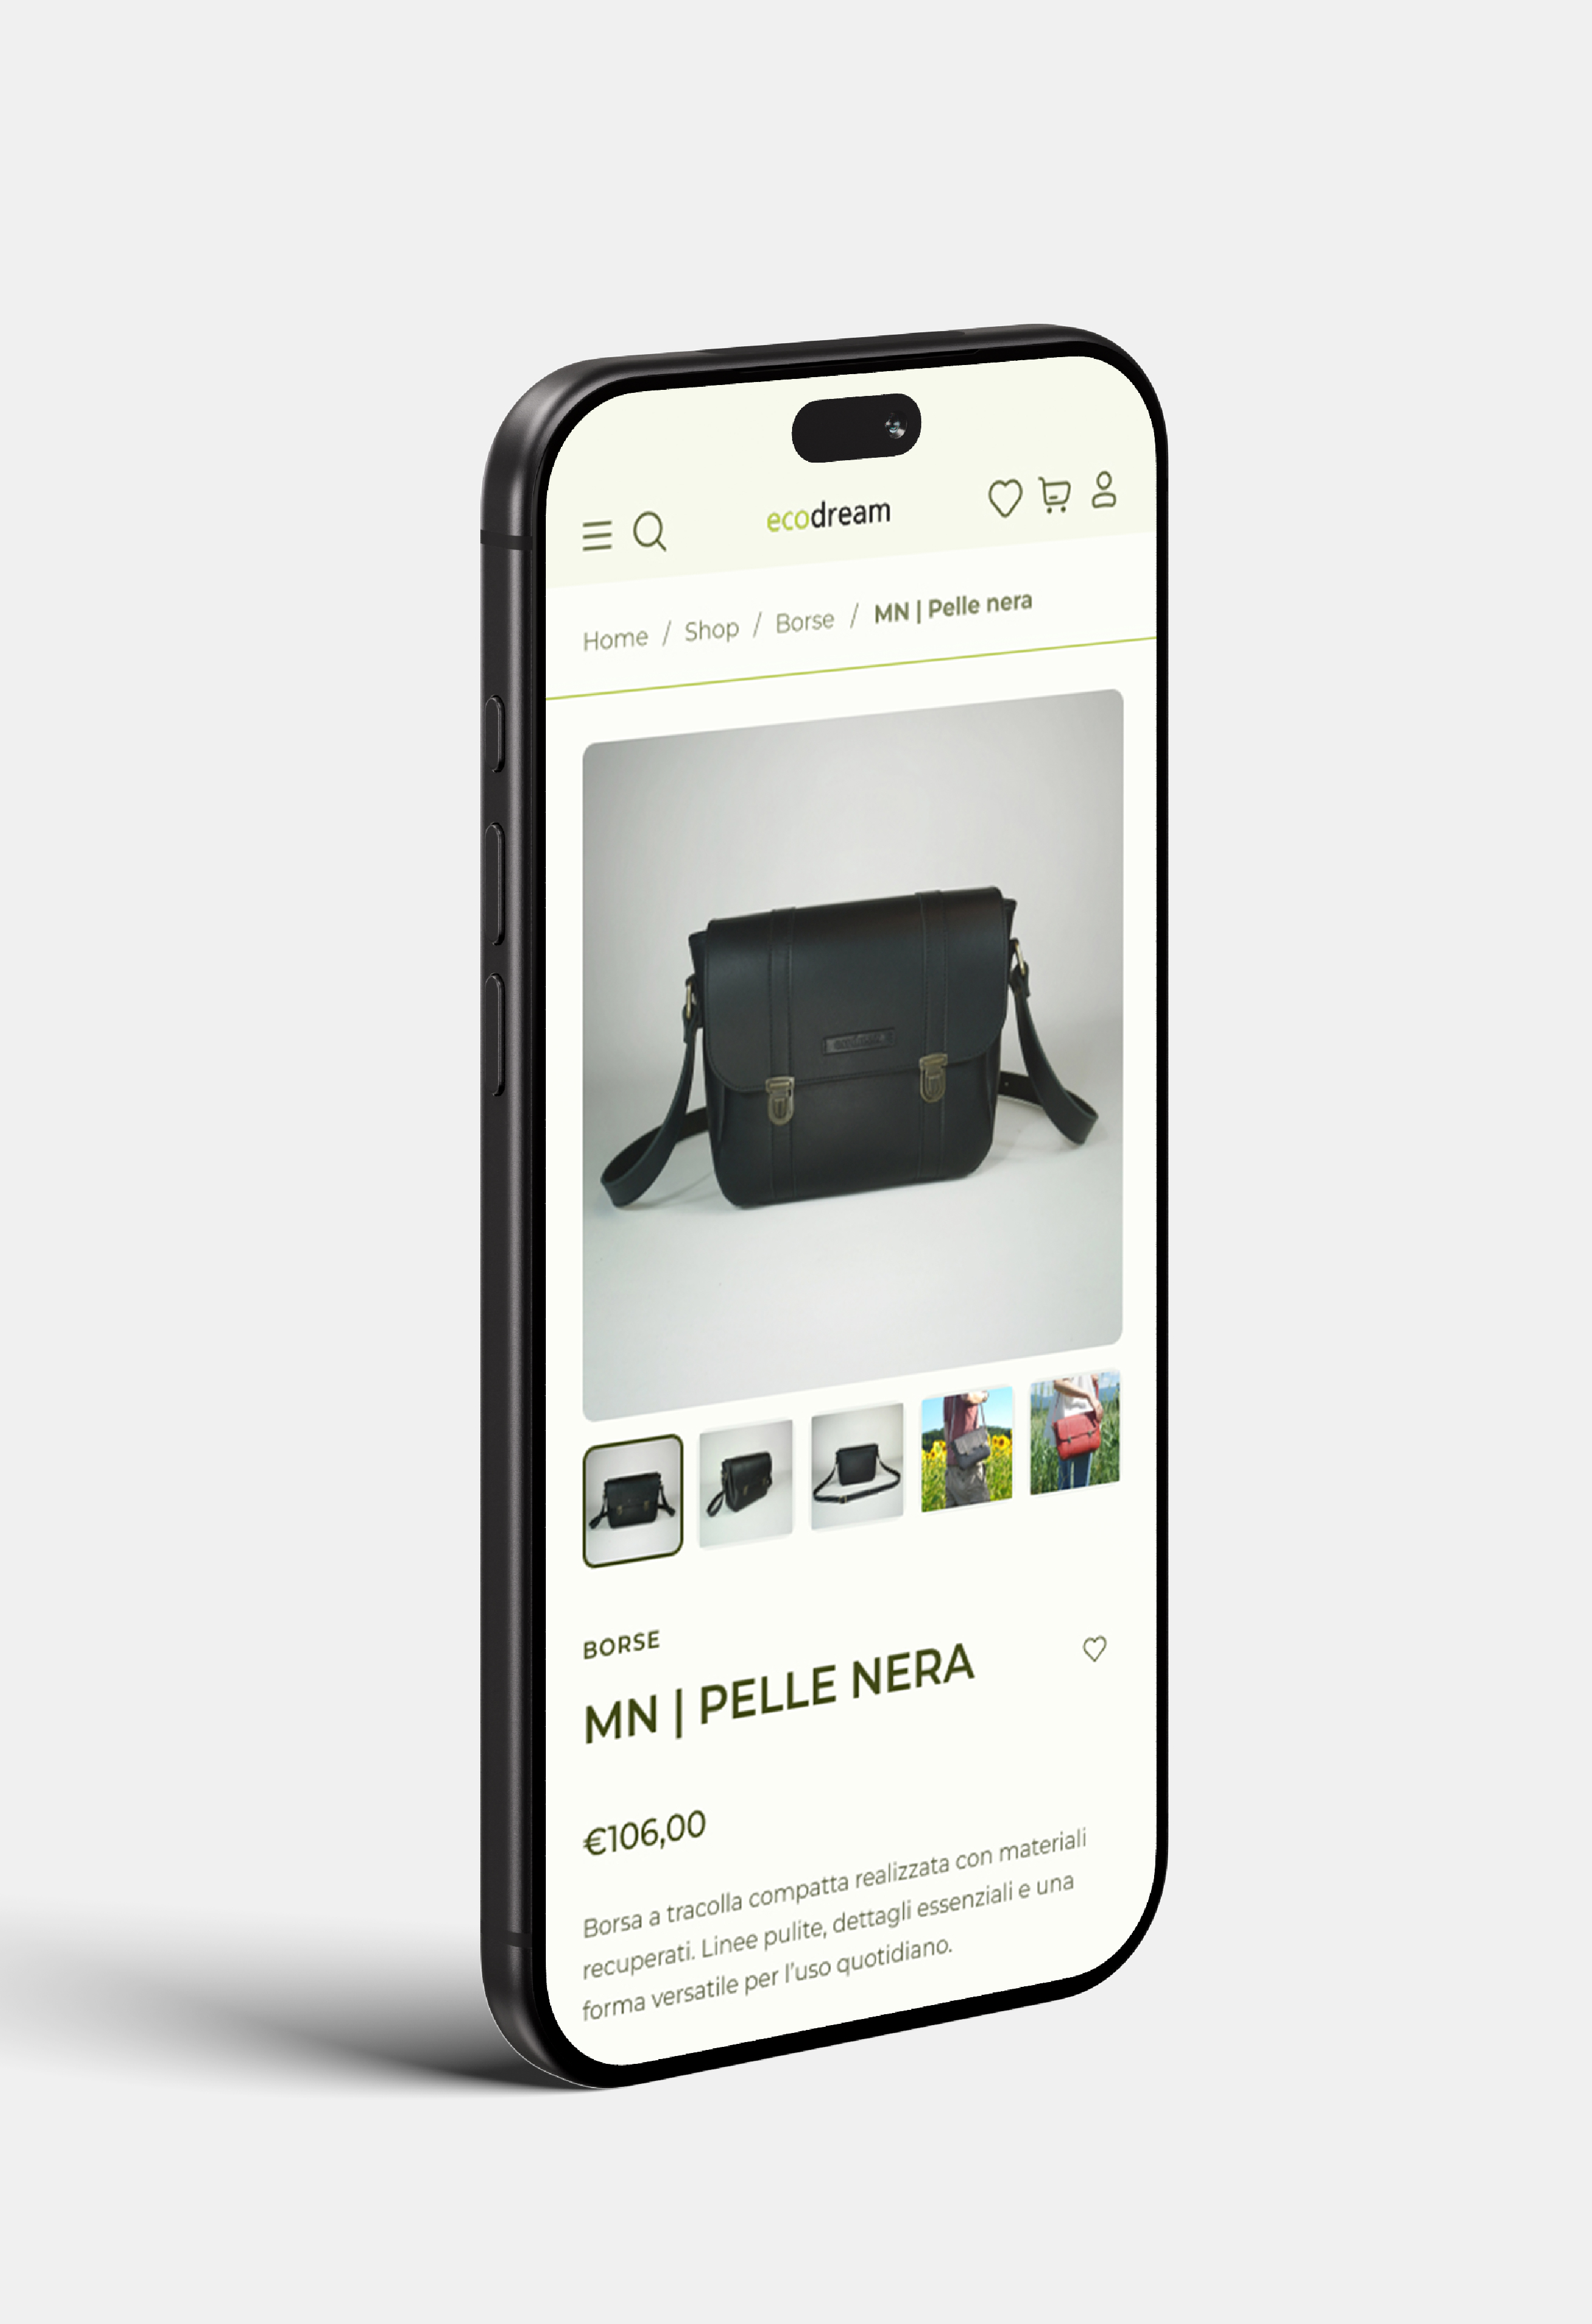 ecodream
Home / Shop / Borse / MN | Pelle nera
BORSE
MN | PELLE NERA
€106,00
Borsa a tracolla compatta realizzata con materiali
recuperati. Linee pulite, dettagli essenziali e una
forma versatile per l'uso quotidiano.